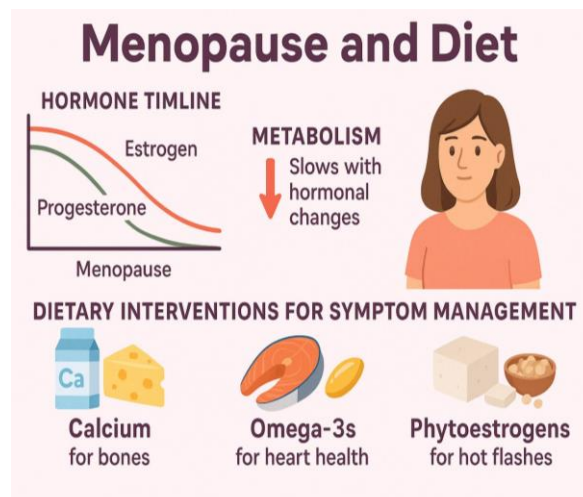 Menopause and Diet
HORMONE TIMLINE
Estrogen
Progesterone
Menopause
METABOLISM
Slows with
hormonal
changes
DIETARY INTERVENTIONS FOR SYMPTOM MANAGEMENT
Ca
Calcium
for bones
Omega-3s
for heart health
Phytoestrogens
for hot flashes